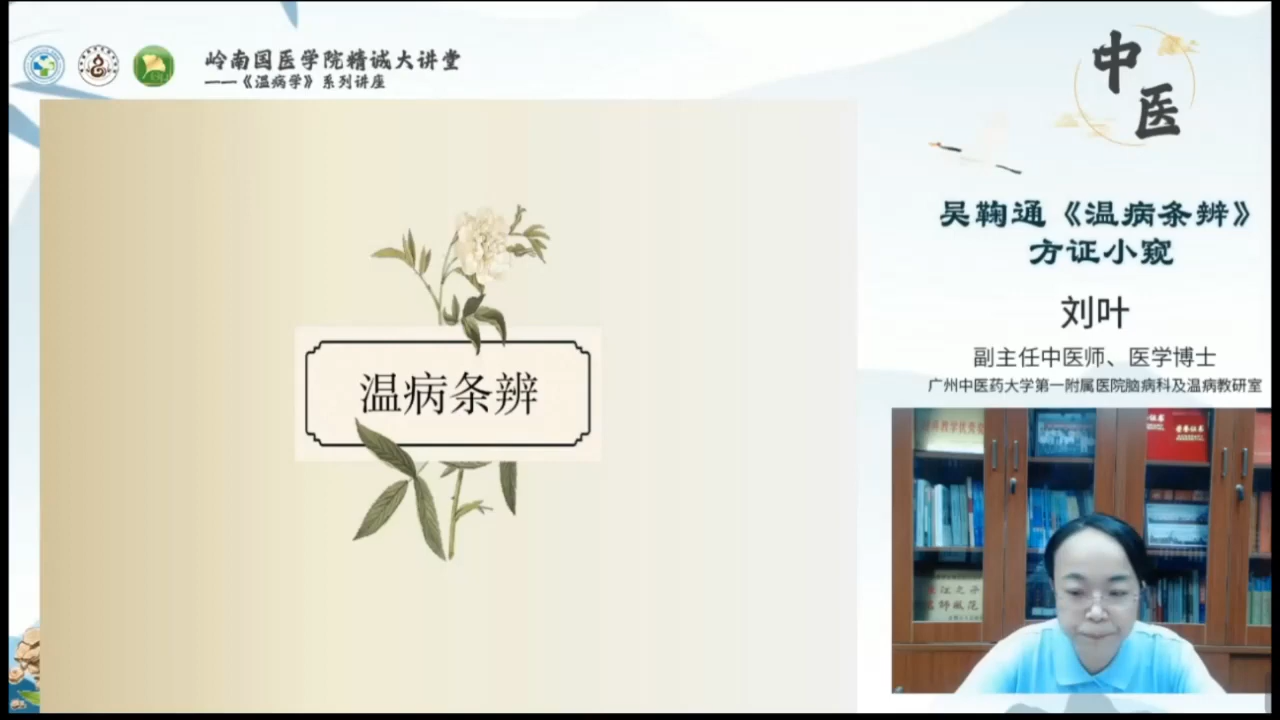 岭南国医学院精诚大讲堂
——《温病学》系列讲座
中医
温病条辨
吴鞠通《温病条辨》
方证小窥
刘叶
副主任中医师、医学博士
广州中医药大学第一附属医院脑病科及温病教研室